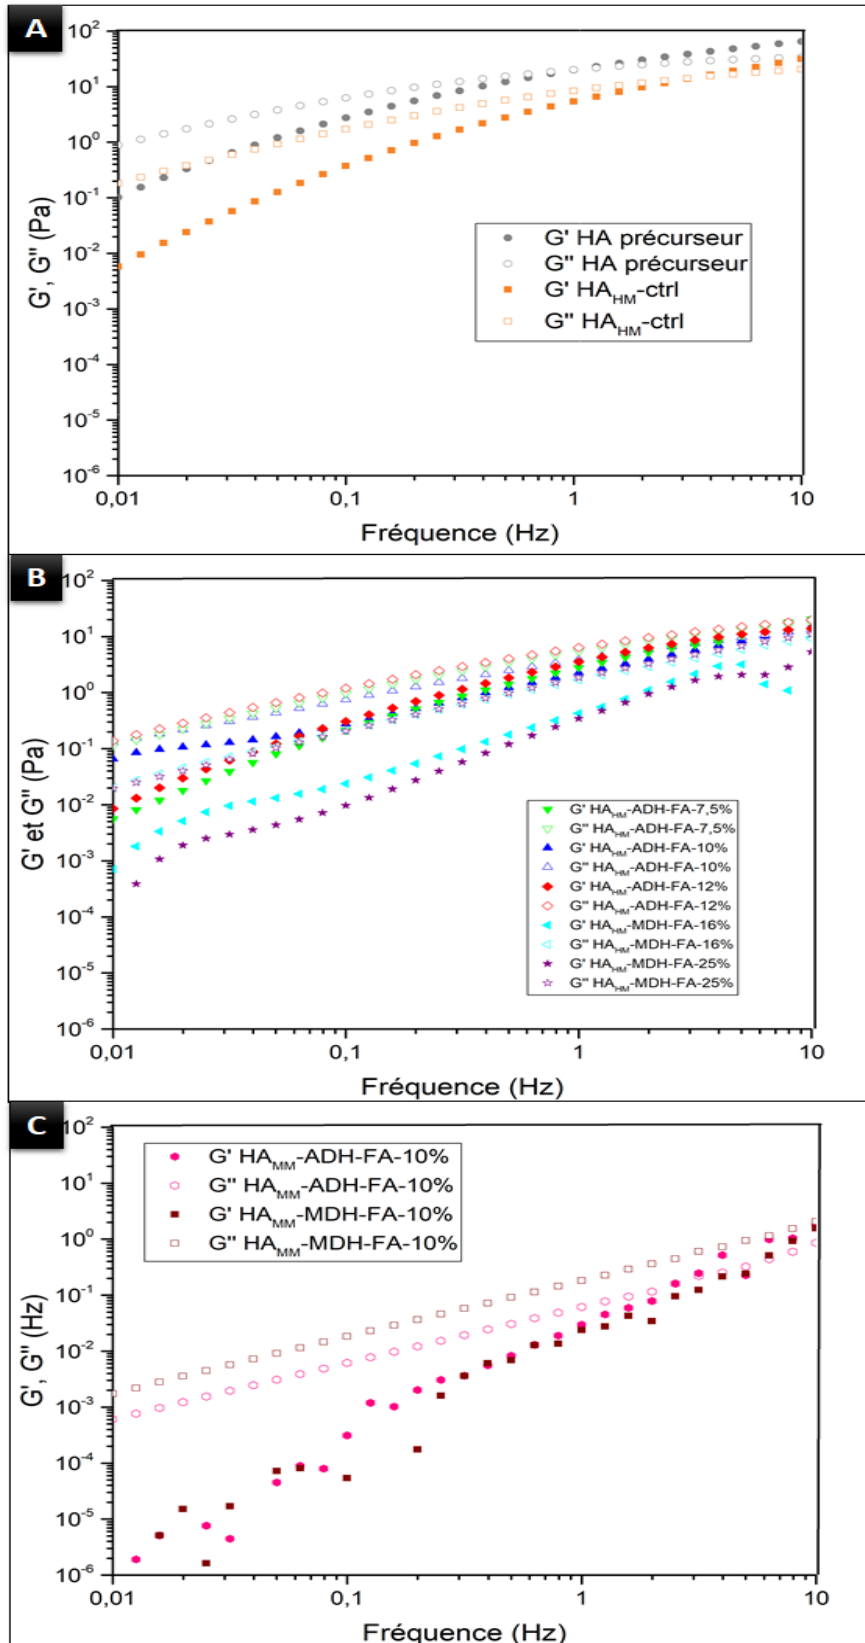 A
10²
10¹
10⁰
10⁻¹
10⁻²
10⁻³
10⁻⁴
10⁻⁵
10⁻⁶
G', G'' (Pa)
G' HA précurseur
G'' HA précurseur
G' HA_HM-ctrl
G'' HA_HM-ctrl
0,01 0,1 1 10
Fréquence (Hz)
B
10²
10¹
10⁰
10⁻¹
10⁻²
10⁻³
10⁻⁴
10⁻⁵
10⁻⁶
G' et G'' (Pa)
G' HA_HM-ADH-FA-7,5%
G'' HA_HM-ADH-FA-7,5%
G' HA_HM-ADH-FA-10%
G'' HA_HM-ADH-FA-10%
G' HA_HM-ADH-FA-12%
G'' HA_HM-ADH-FA-12%
G' HA_HM-MDH-FA-16%
G'' HA_HM-MDH-FA-16%
G' HA_HM-MDH-FA-25%
G'' HA_HM-MDH-FA-25%
0,01 0,1 1 10
Fréquence (Hz)
C
10²
10¹
10⁰
10⁻¹
10⁻²
10⁻³
10⁻⁴
10⁻⁵
10⁻⁶
G', G'' (Hz)
G' HA_MM-ADH-FA-10%
G'' HA_MM-ADH-FA-10%
G' HA_MM-MDH-FA-10%
G'' HA_MM-MDH-FA-10%
0,01 0,1 1 10
Fréquence (Hz)